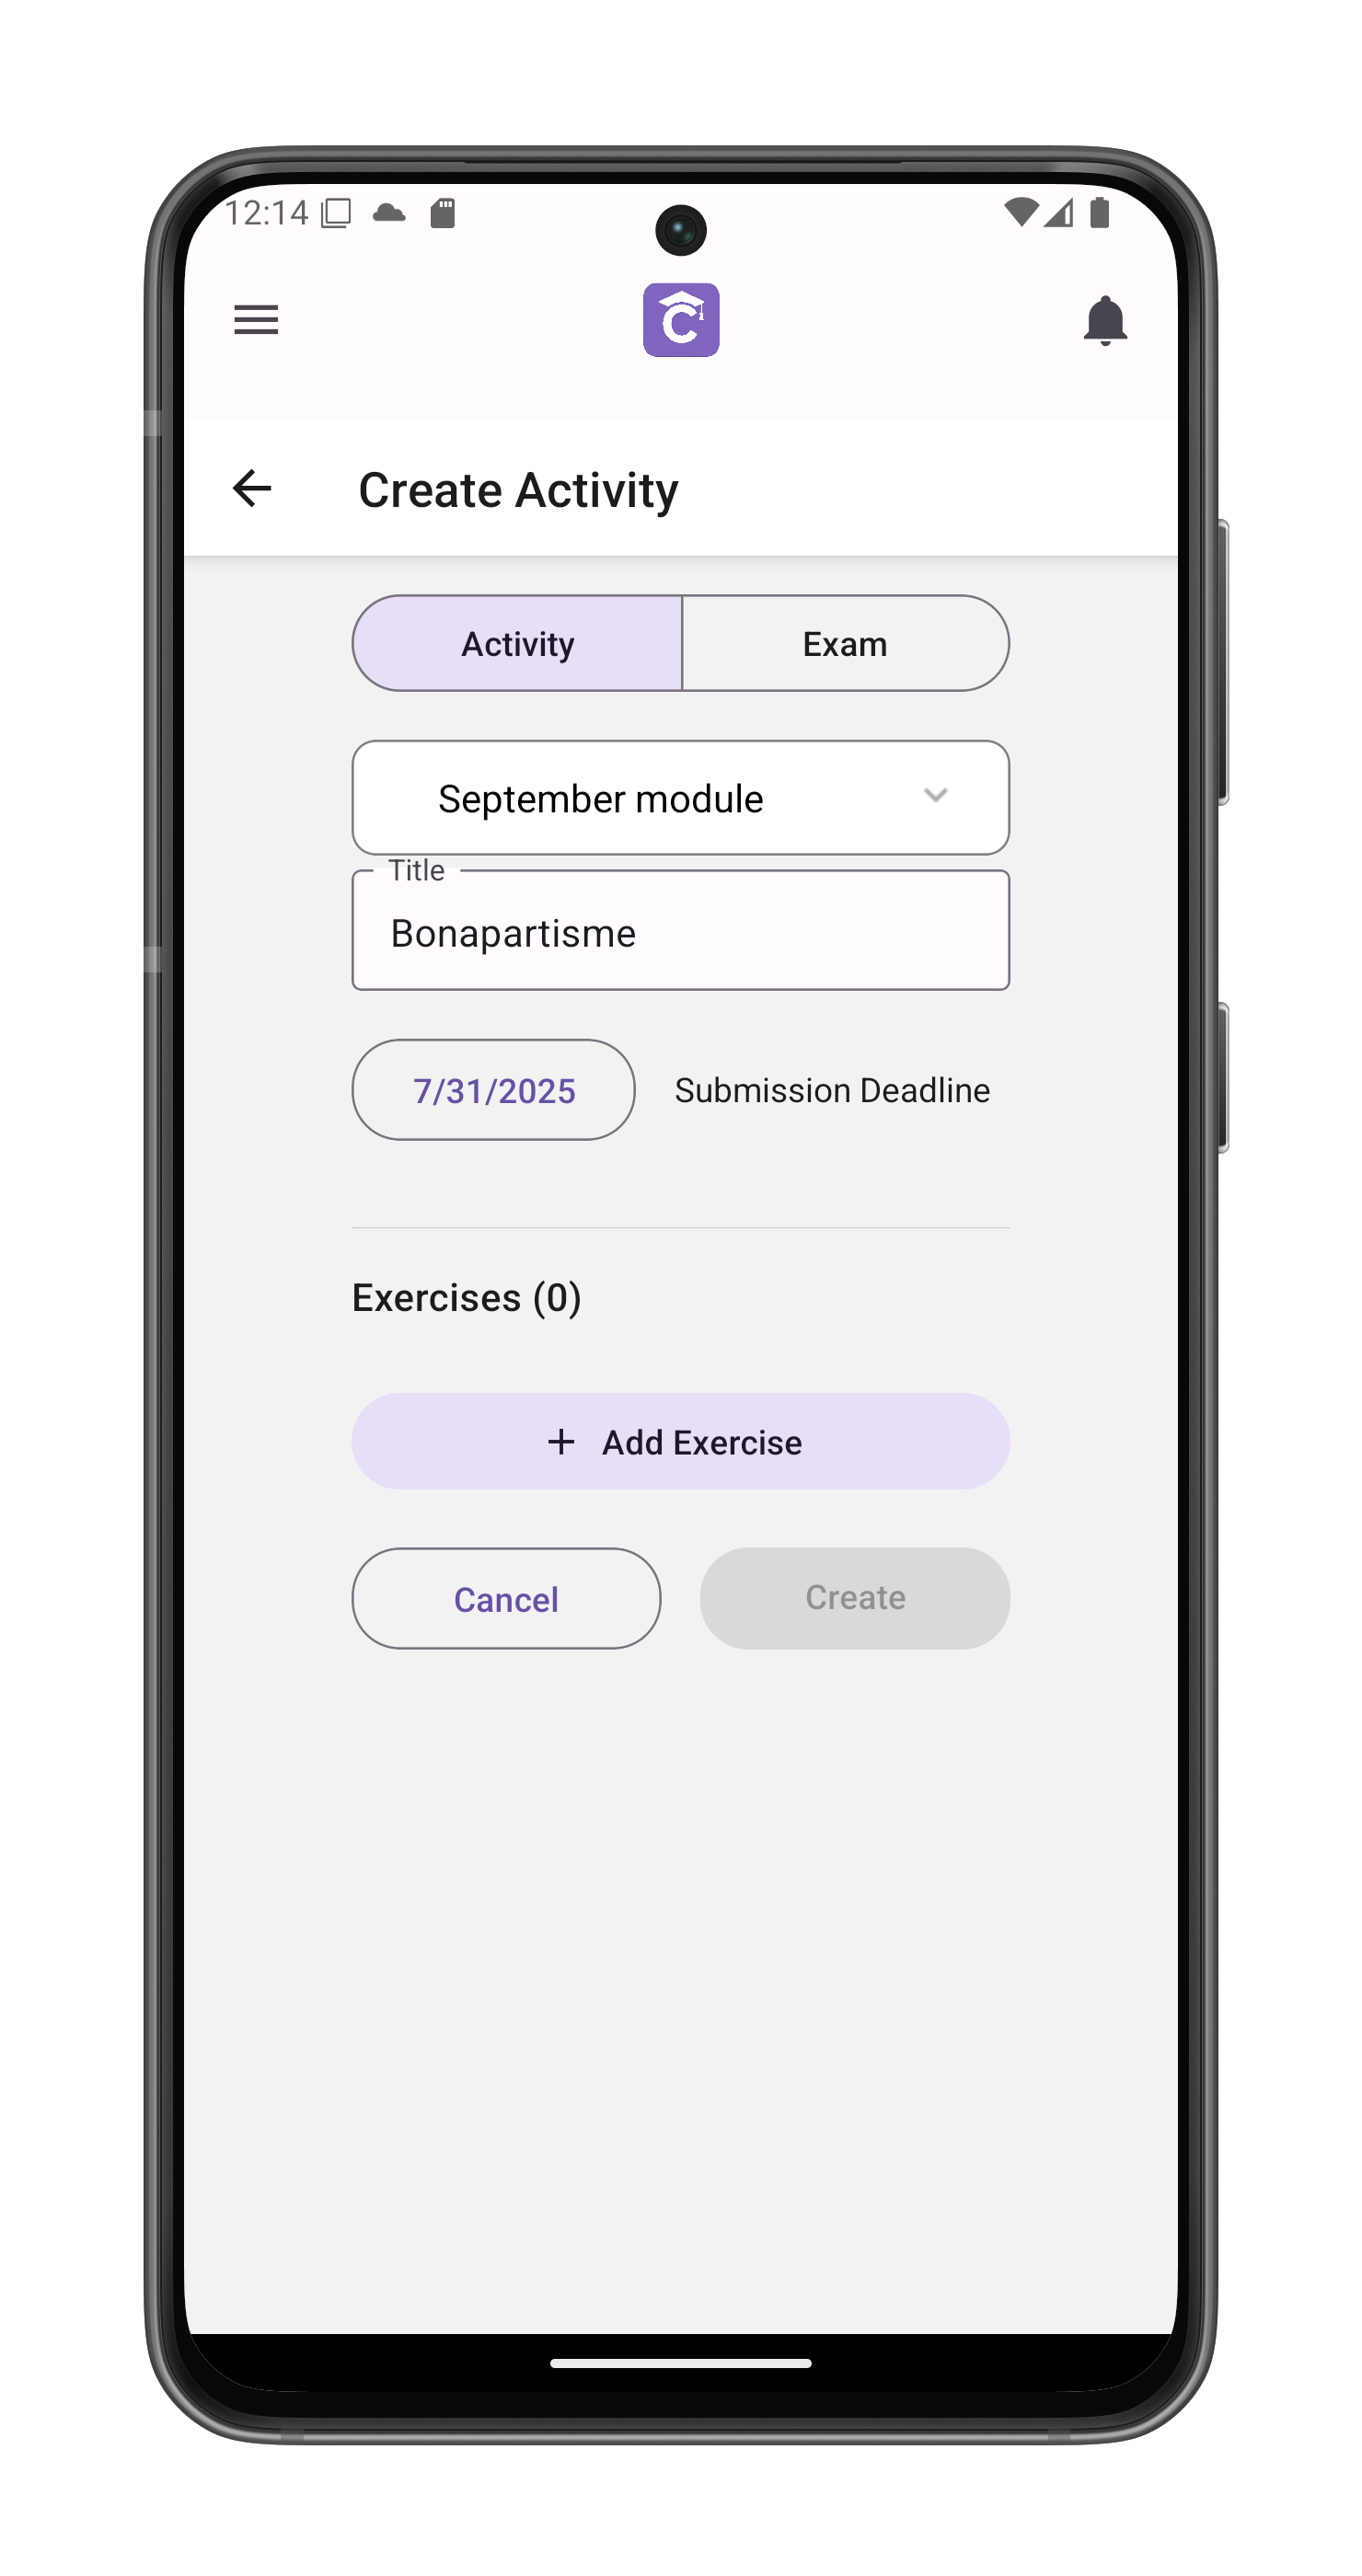 12:14
C
Create Activity
Activity Exam
September module
Title
Bonapartisme
7/31/2025 Submission Deadline
Exercises (0)
+ Add Exercise
Cancel Create